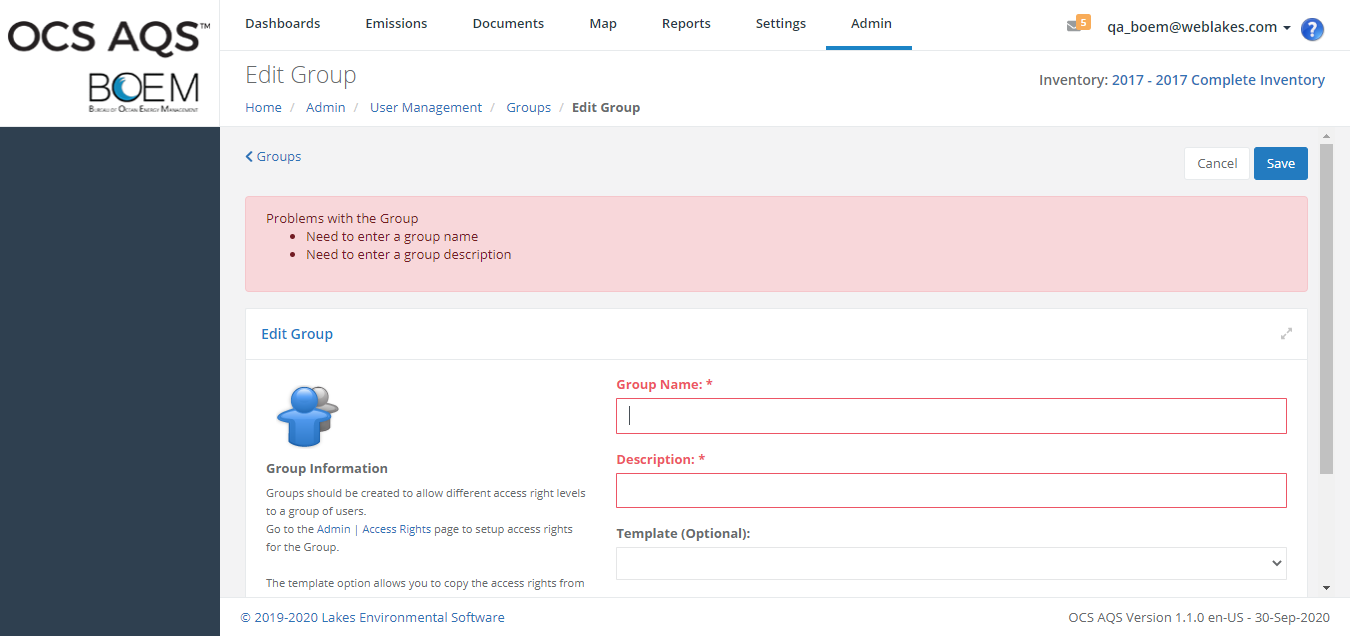 OCS AQS™
BOEM
BUREAU OF OCEAN ENERGY MANAGEMENT
Dashboards Emissions Documents Map Reports Settings Admin
5 qa_boem@weblakes.com ?
Edit Group
Inventory: 2017 - 2017 Complete Inventory
Home / Admin / User Management / Groups / Edit Group
Groups
Cancel Save
Problems with the Group
• Need to enter a group name
• Need to enter a group description
Edit Group
Group Name: *
Description: *
Template (Optional):
Group Information
Groups should be created to allow different access right levels
to a group of users.
Go to the Admin | Access Rights page to setup access rights
for the Group.
The template option allows you to copy the access rights from
© 2019-2020 Lakes Environmental Software
OCS AQS Version 1.1.0 en-US - 30-Sep-2020